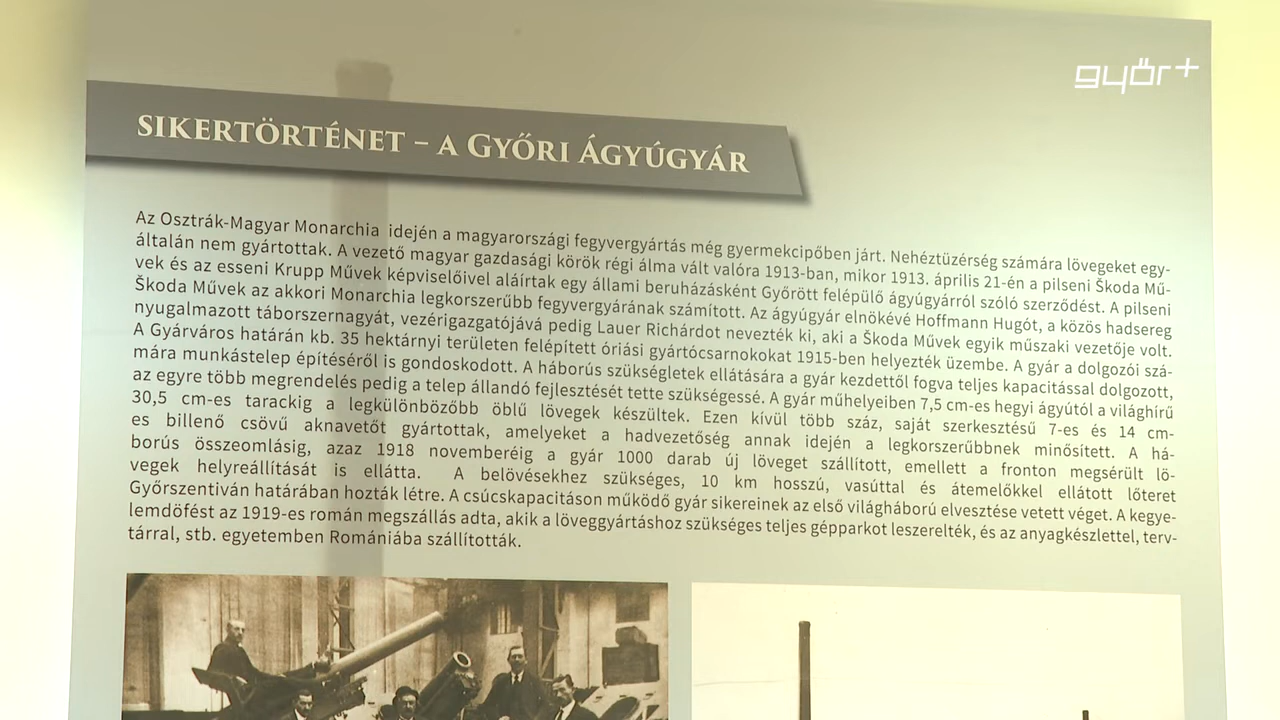 győr+
SIKERTÖRTÉNET – A GYŐRI ÁGYÚGYÁR
Az Osztrák-Magyar Monarchia idején a magyarországi fegyvergyártás még gyermekcipőben járt. Nehéztüzérség számára lövegeket egy-
általán nem gyártottak. A vezető magyar gazdasági körök régi álma vált valóra 1913-ban, mikor 1913. április 21-én a pilseni Škoda Mű-
vek és az esseni Krupp Művek képviselőivel aláírtak egy állami beruházásként Győrött felépülő ágyúgyárról szóló szerződést. A pilseni
Škoda Művek az akkori Monarchia legkorszerűbb fegyvergyárának számított. Az ágyúgyár elnökévé Hoffmann Hugót, a közös hadsereg
nyugalmazott táborszernagyát, vezérigazgatójává pedig Lauer Richárdot nevezték ki, aki a Škoda Művek egyik műszaki vezetője volt.
A Gyárváros határán kb. 35 hektárnyi területen felépített óriási gyártócsarnokokat 1915-ben helyezték üzembe. A gyár a dolgozói szá-
mára munkástelep építéséről is gondoskodott. A háborús szükségletek ellátására a gyár kezdettől fogva teljes kapacitással dolgozott,
az egyre több megrendelés pedig a telep állandó fejlesztését tette szükségessé. A gyár műhelyeiben 7,5 cm-es hegyi ágyútól a világhírű
30,5 cm-es tarackig a legkülönbözőbb öblű lövegek készültek. Ezen kívül több száz, saját szerkesztésű 7-es és 14 cm-
es billenő csövű aknavetőt gyártottak, amelyeket a hadvezetőség annak idején a legkorszerűbbnek minősített. A há-
ború összeomlásig, azaz 1918 novemberéig a gyár 1000 darab új löveget szállított, emellett a fronton megsérült lö-
vegek helyreállítását is ellátta. A belövésekhez szükséges, 10 km hosszú, vasúttal és átemelőkkel ellátott lőteret
Győrszentiván határában hozták létre. A csúcskapacitáson működő gyár sikereinek az első világháború elvesztése vetett véget. A kegye-
lemdöfést az 1919-es román megszállás adta, akik a löveggyártáshoz szükséges teljes gépparkot leszerelték, és az anyagkészlettel, terv-
tárral, stb. egyetemben Romániába szállították.